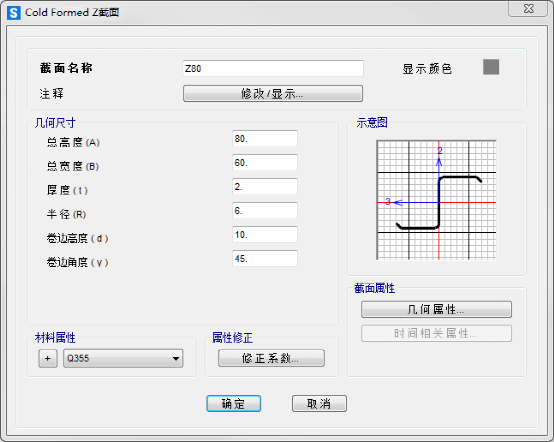 Cold Formed Z截面
截面名称
Z80
显示颜色
注释
修改/显示...
几何尺寸
总高度(A)
80.
总宽度(B)
60.
厚度(t)
2.
半径(R)
6.
卷边高度(d)
10.
卷边角度(γ)
45.
示意图
2
3
截面属性
几何属性...
时间相关属性...
材料属性
+
Q355
属性修正
修正系数...
确定
取消